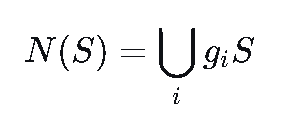 N(S) = ⋃_i g_i S